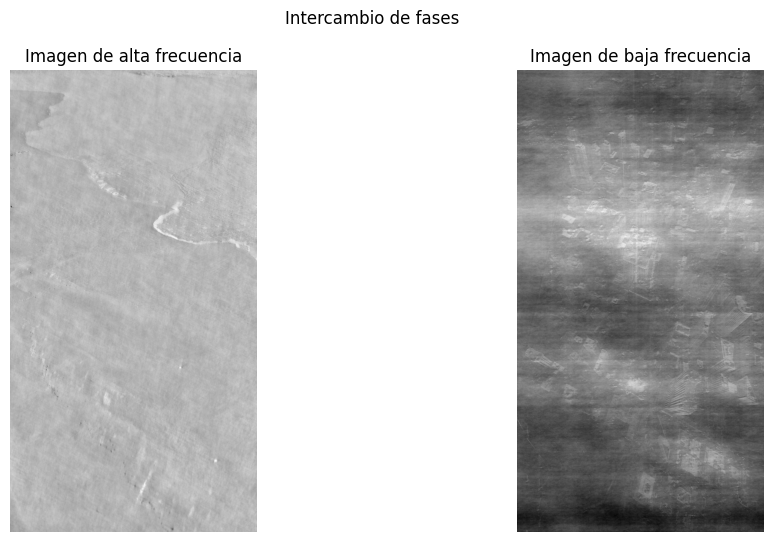 Intercambio de fases
Imagen de alta frecuencia
Imagen de baja frecuencia